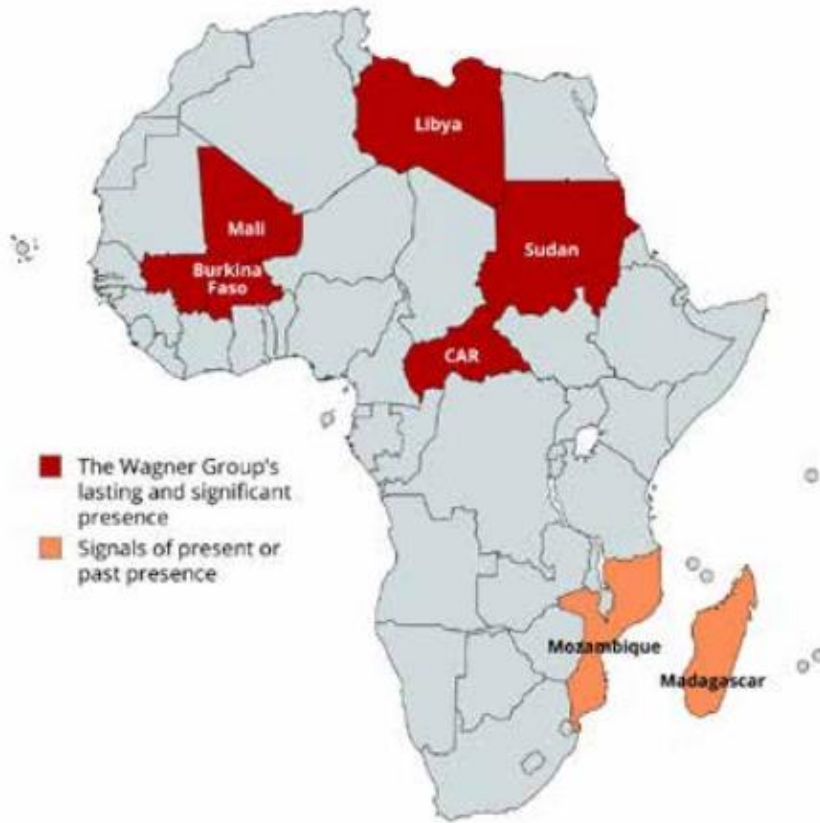 Libya
Mali
Sudan
Burkina
Faso
CAR
The Wagner Group's
lasting and significant
presence
Signals of present or
past presence
Mozambique
Madagascar